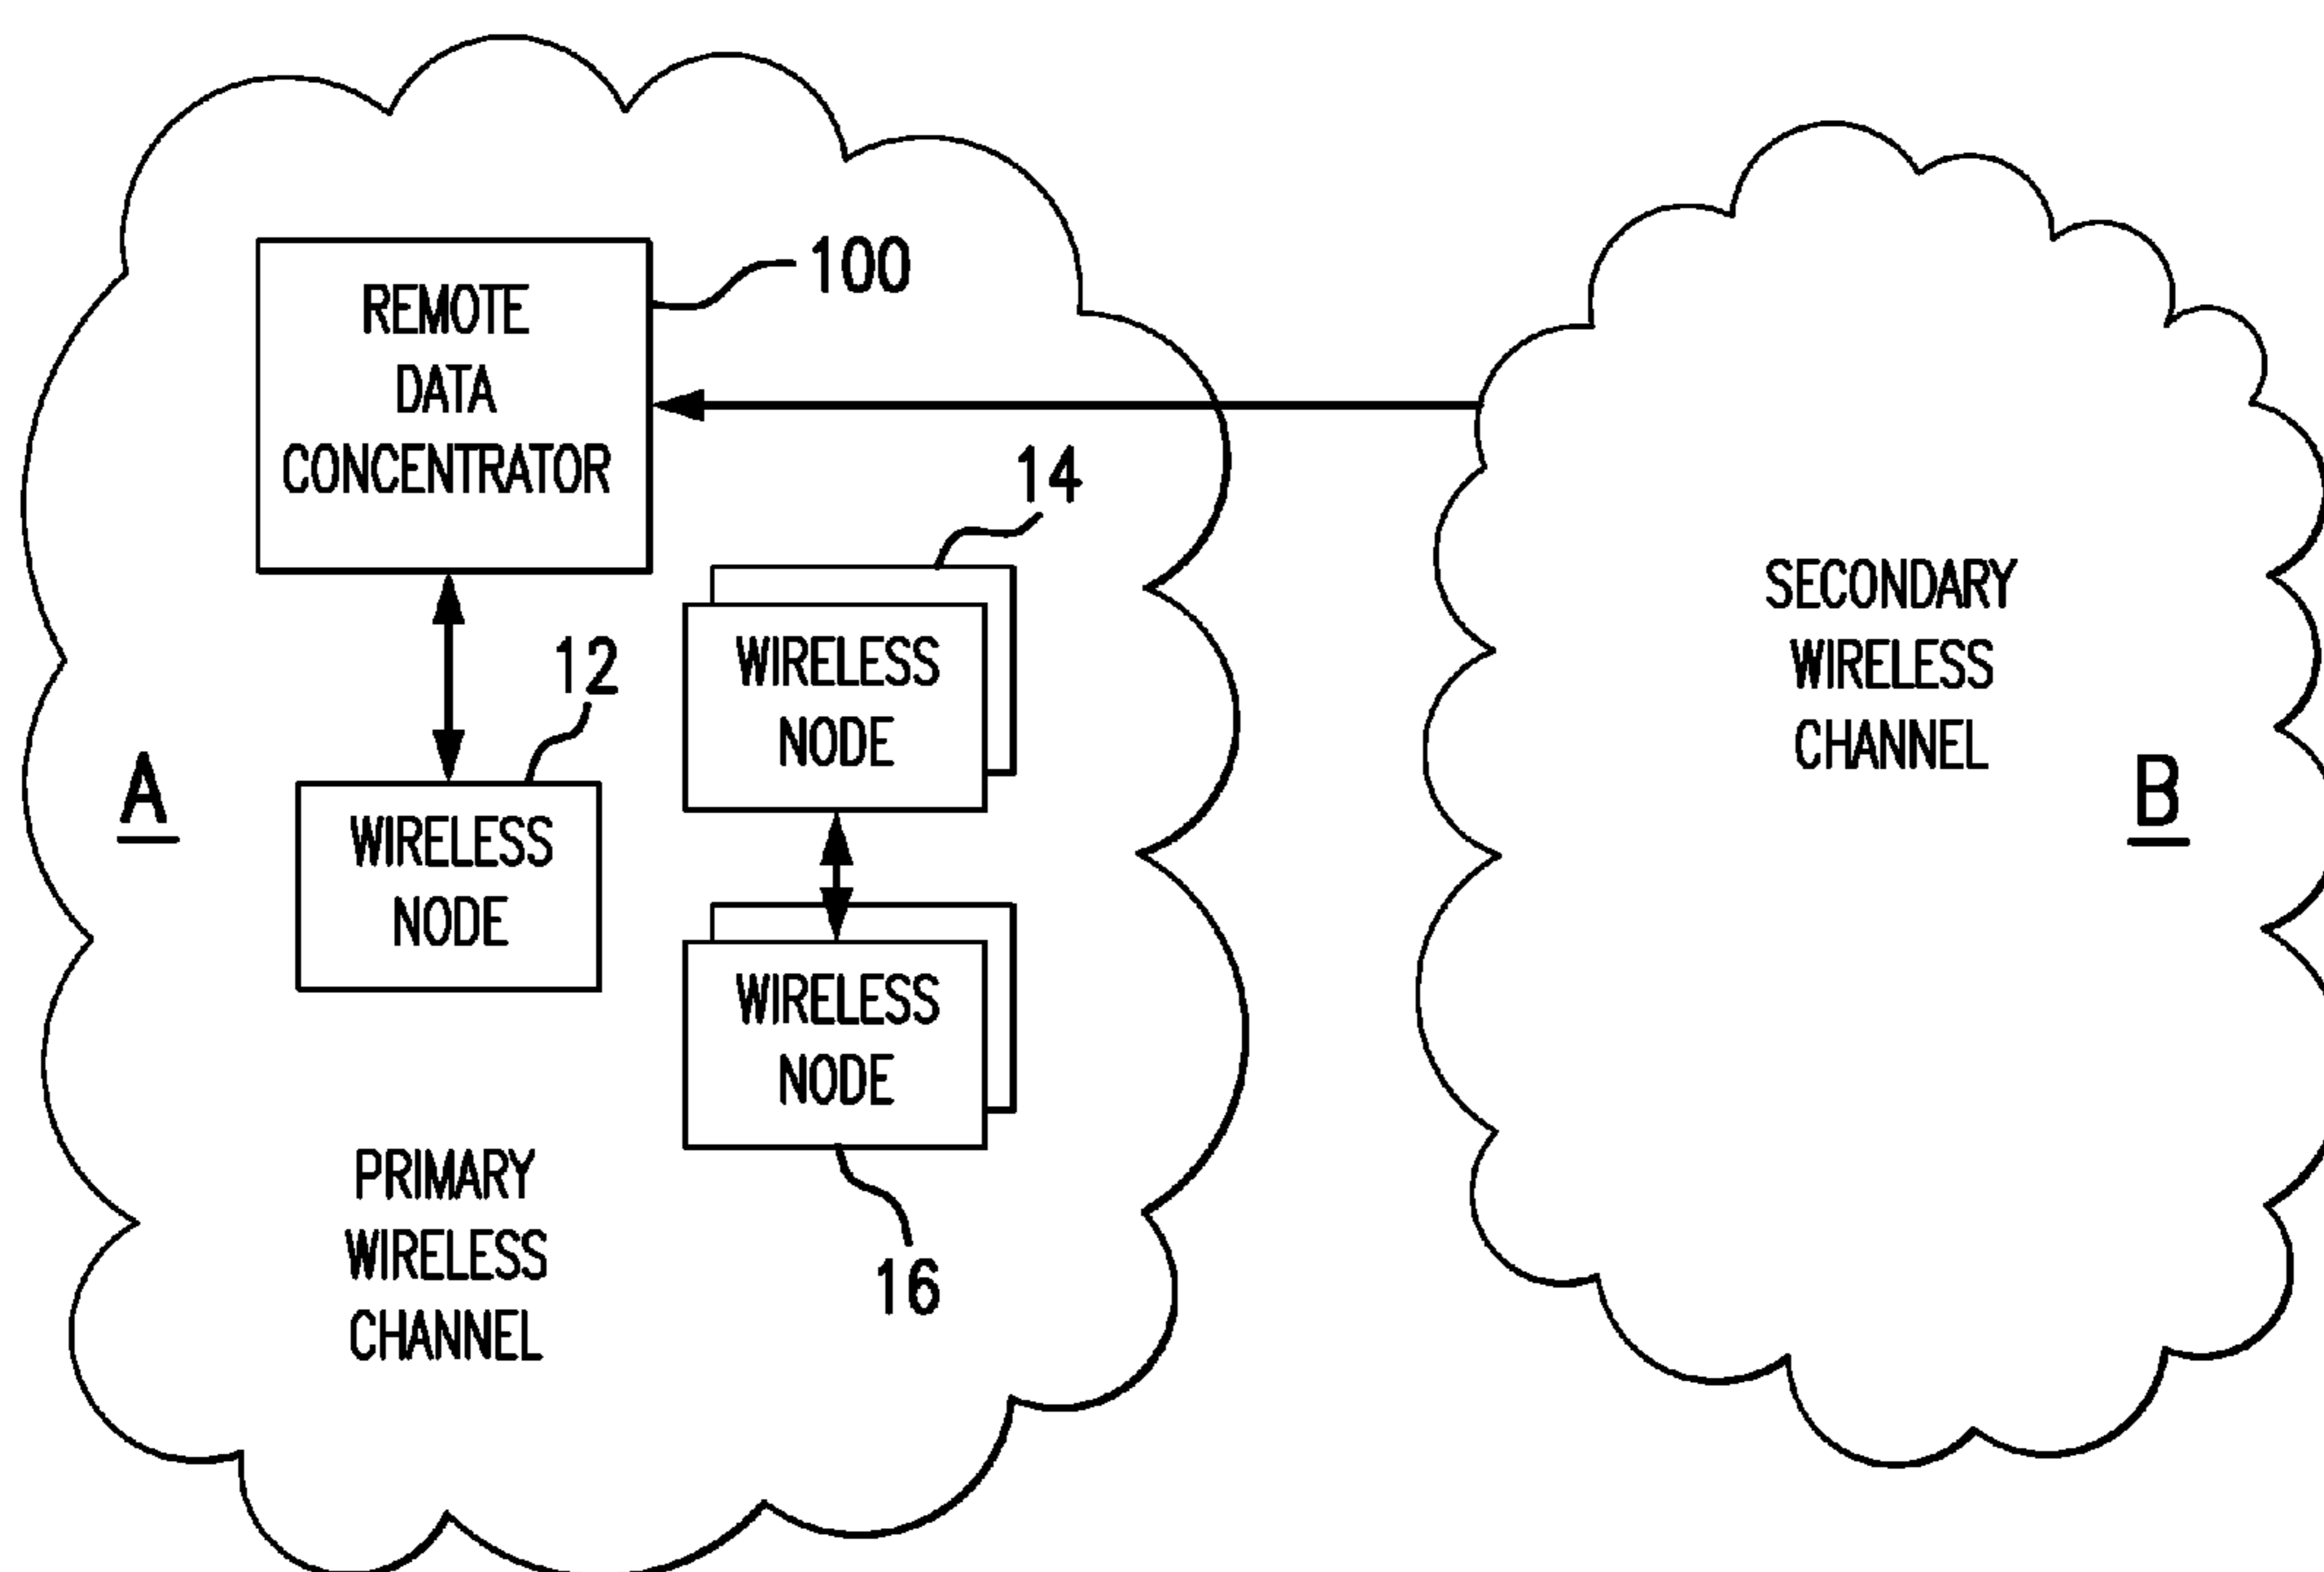 100
REMOTE
DATA
CONCENTRATOR
14
12
WIRELESS
NODE
A
WIRELESS
NODE
WIRELESS
NODE
16
PRIMARY
WIRELESS
CHANNEL
SECONDARY
WIRELESS
CHANNEL
B